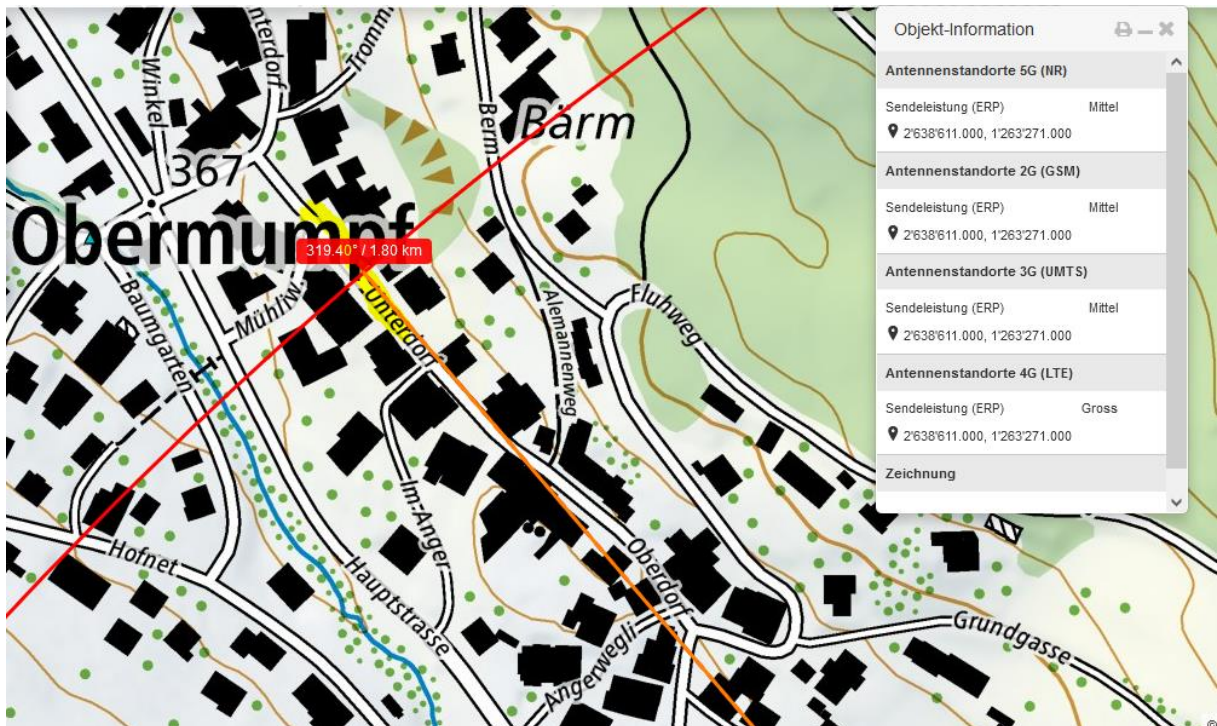 Objekt-Information
Antennenstandorte 5G (NR)
Sendeleistung (ERP) Mittel
2'638'611.000, 1'263'271.000
Antennenstandorte 2G (GSM)
Sendeleistung (ERP) Mittel
2'638'611.000, 1'263'271.000
Antennenstandorte 3G (UMTS)
Sendeleistung (ERP) Mittel
2'638'611.000, 1'263'271.000
Antennenstandorte 4G (LTE)
Sendeleistung (ERP) Gross
2'638'611.000, 1'263'271.000
Zeichnung
Winkel
Berm
Bärm
367
Obermumpf
319.40° / 1.80 km
Baumgarten
Mühliw.
Unterdorf
Alemannenweg
Fluhweg
Im Anger
Hofnet
Hauptstrasse
Oberdorf
Angerwegli
Grundgasse
©